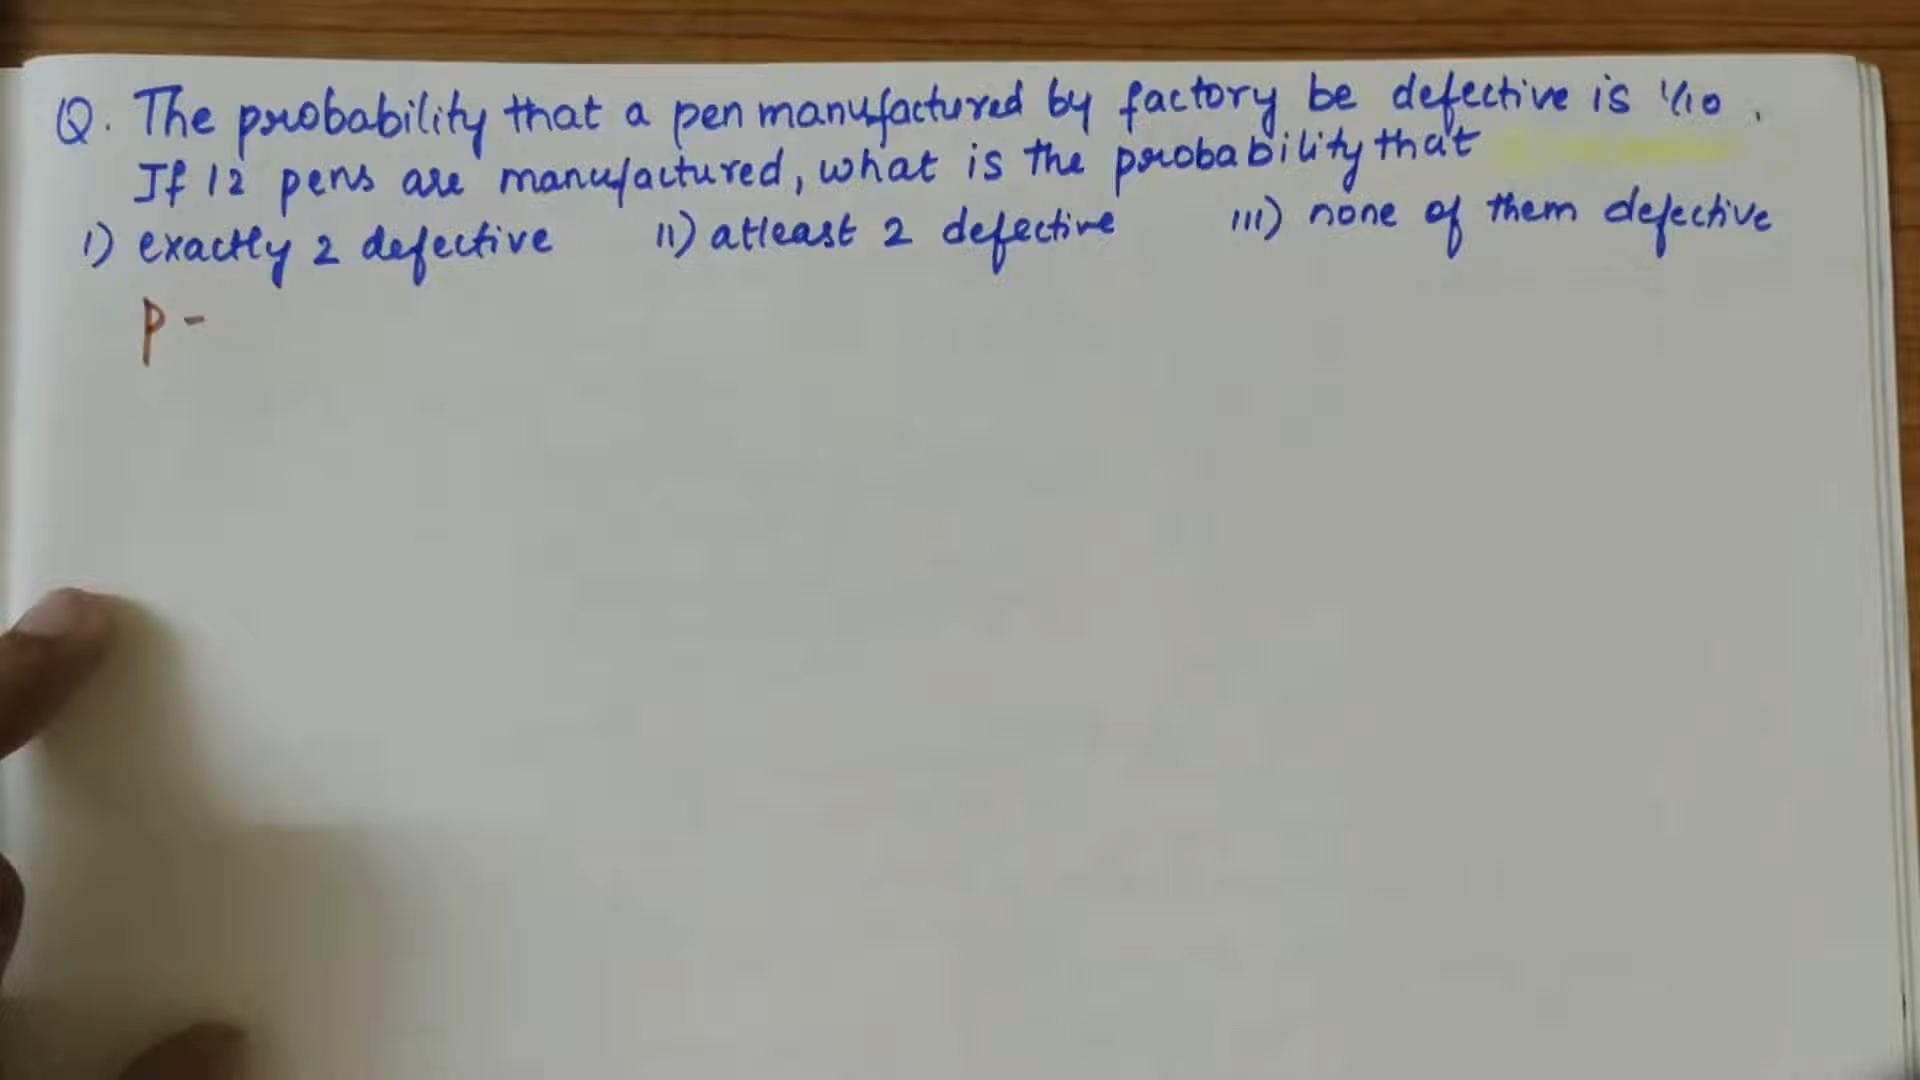 Q. The probability that a pen manufactured by factory be defective is 1/10.
If 12 pens are manufactured, what is the probability that
i) exactly 2 defective ii) atleast 2 defective iii) none of them defective
P -